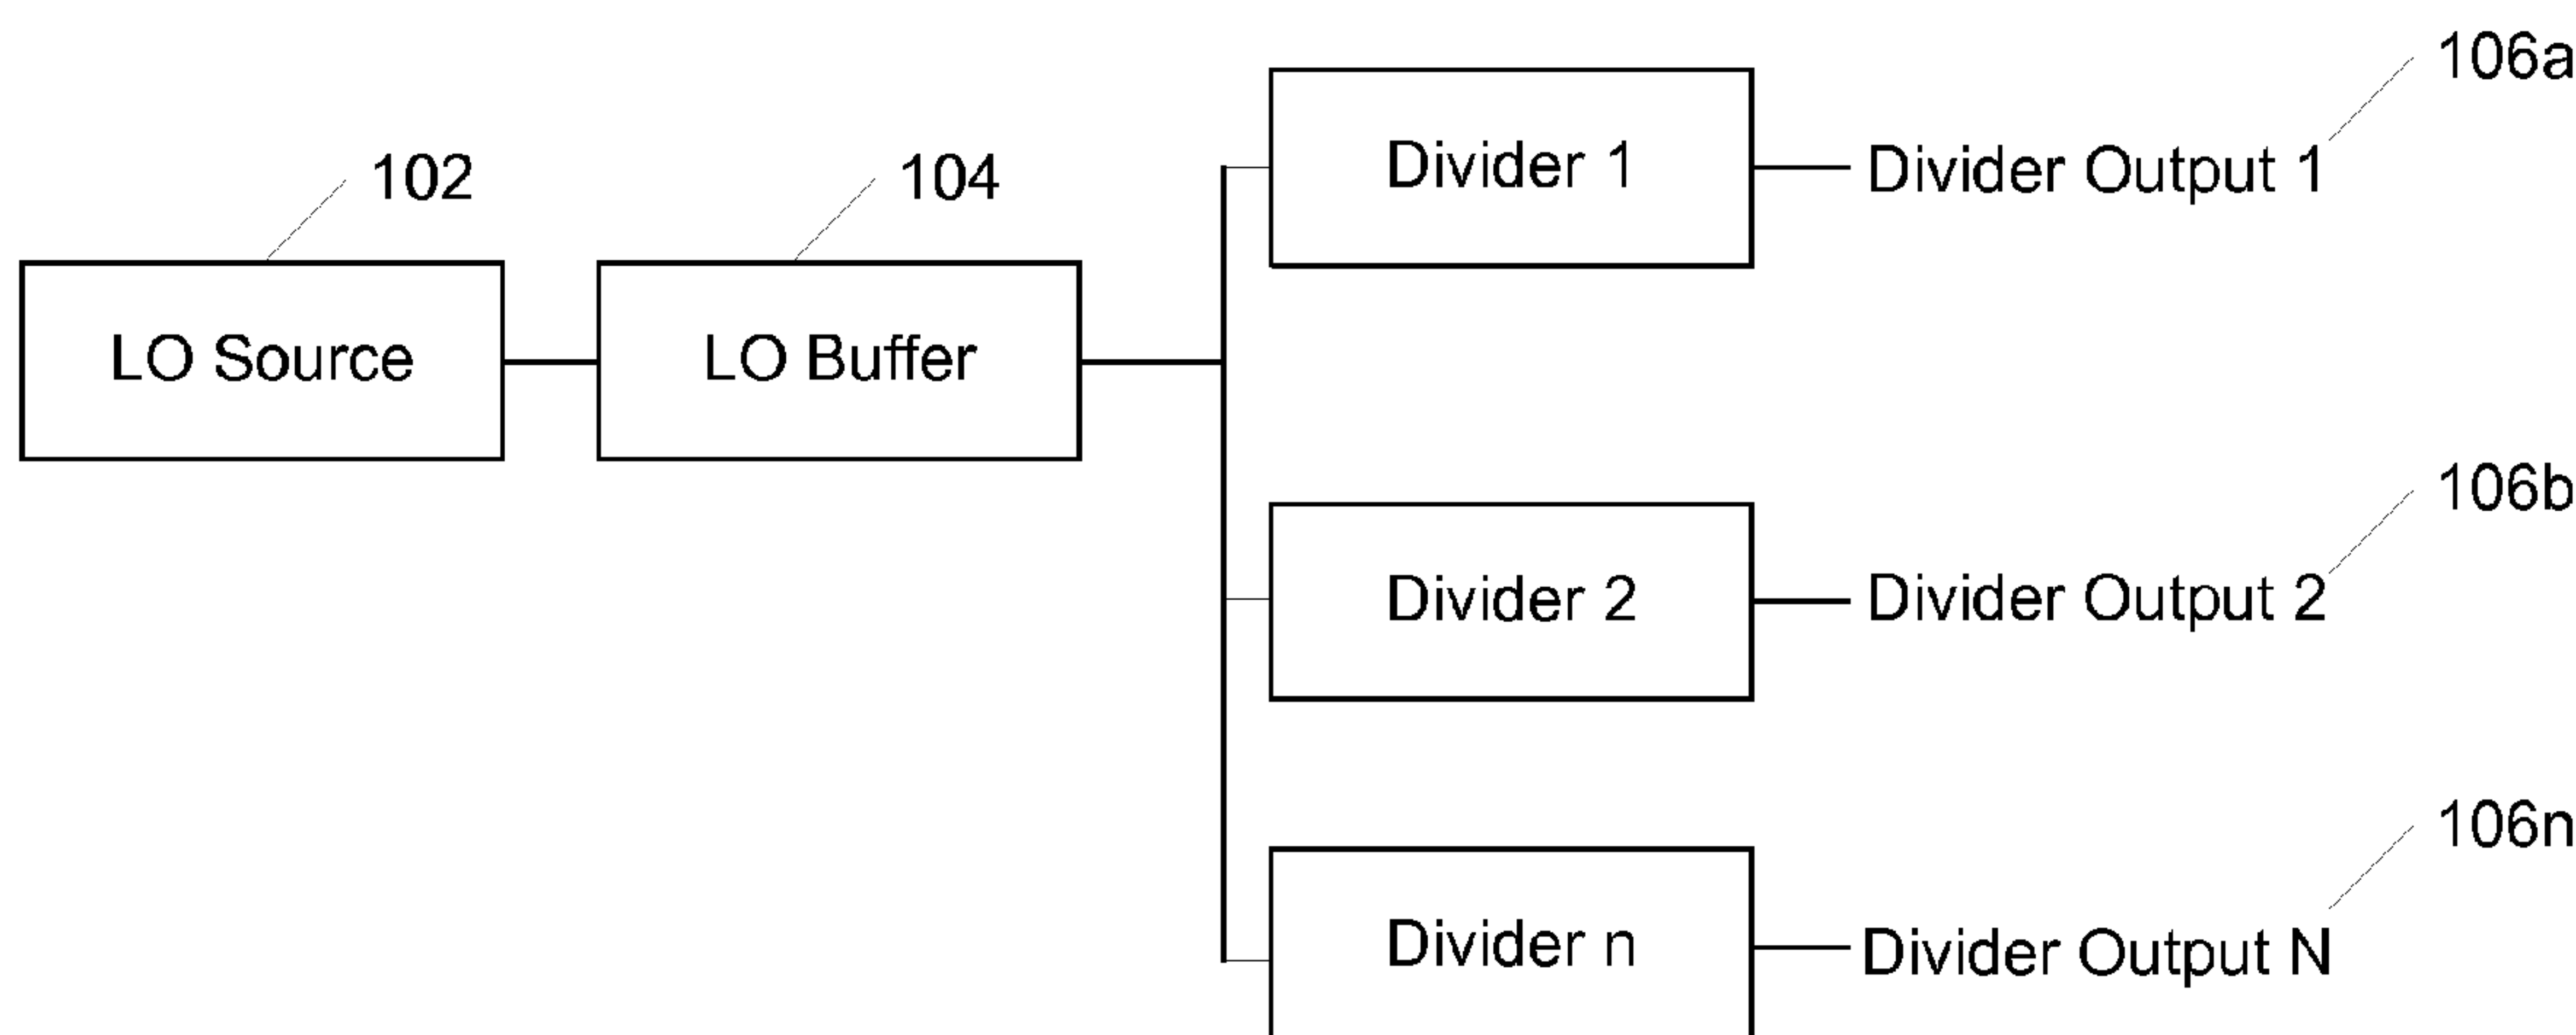 106a
Divider 1
Divider Output 1
102
104
LO Source
LO Buffer
106b
Divider 2
Divider Output 2
106n
Divider n
Divider Output N